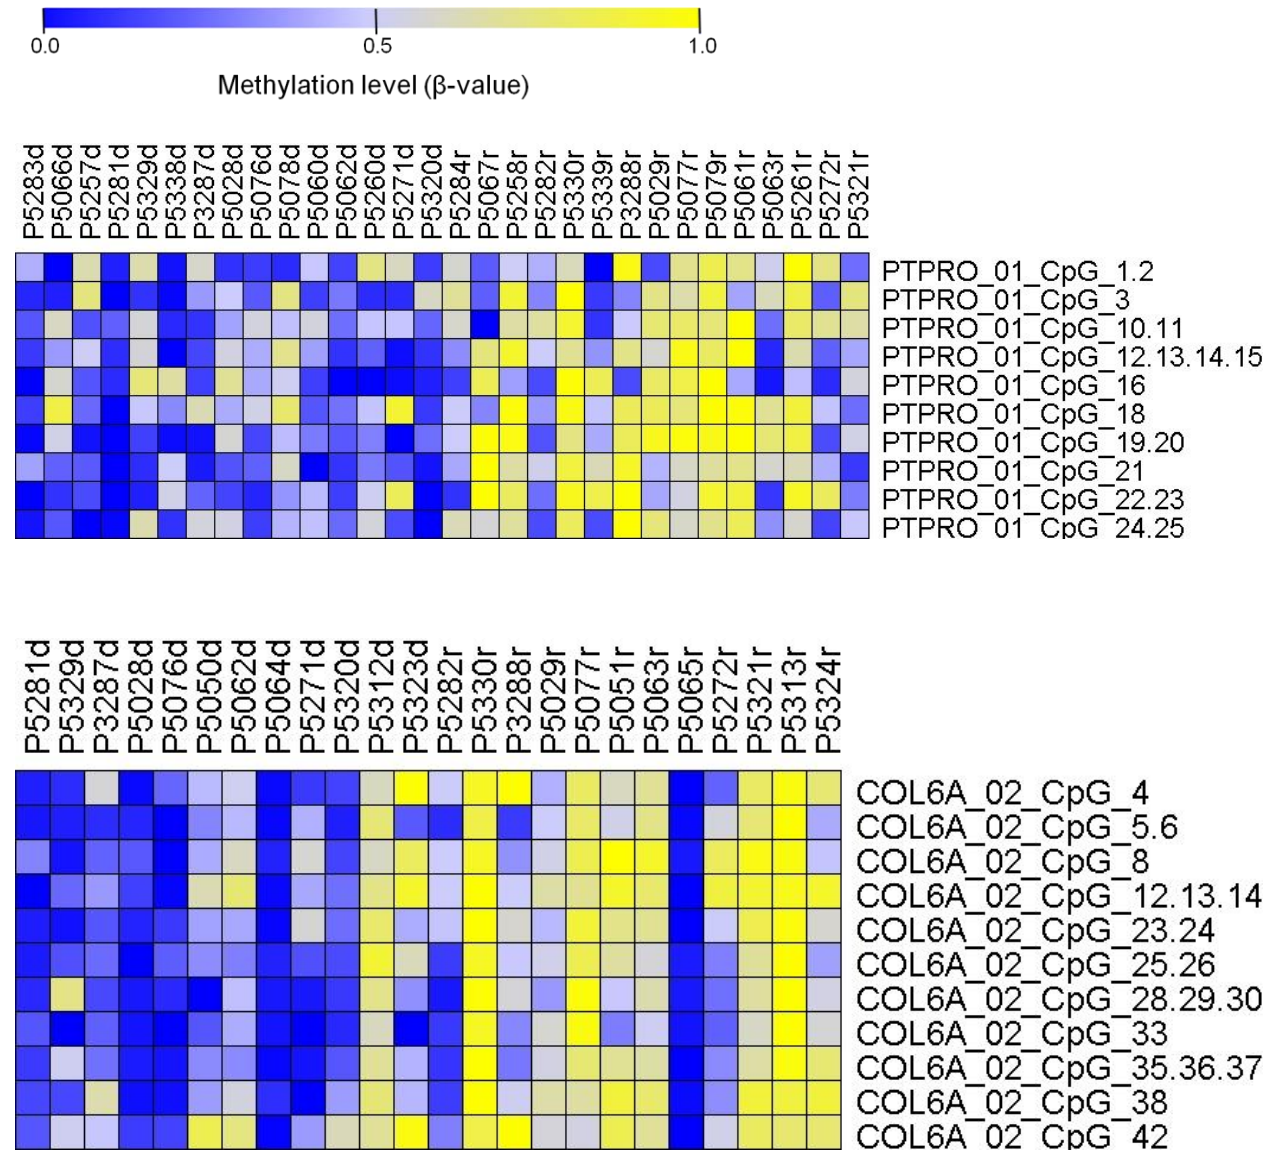 0.0 0.5 1.0
Methylation level (β-value)
P5283d P5066d P5257d P5281d P5329d P5338d P3287d P5028d P5076d P5078d P5060d P5062d P5260d P5271d P5320d P5284r P5067r P5258r P5282r P5330r P5339r P3288r P5029r P5077r P5079r P5061r P5063r P5261r P5272r P5321r
PTPRO_01_CpG_1.2
PTPRO_01_CpG_3
PTPRO_01_CpG_10.11
PTPRO_01_CpG_12.13.14.15
PTPRO_01_CpG_16
PTPRO_01_CpG_18
PTPRO_01_CpG_19.20
PTPRO_01_CpG_21
PTPRO_01_CpG_22.23
PTPRO_01_CpG_24.25
P5281d P5329d P3287d P5028d P5076d P5050d P5062d P5064d P5271d P5320d P5312d P5323d P5282r P5330r P3288r P5029r P5077r P5051r P5063r P5065r P5272r P5321r P5313r P5324r
COL6A_02_CpG_4
COL6A_02_CpG_5.6
COL6A_02_CpG_8
COL6A_02_CpG_12.13.14
COL6A_02_CpG_23.24
COL6A_02_CpG_25.26
COL6A_02_CpG_28.29.30
COL6A_02_CpG_33
COL6A_02_CpG_35.36.37
COL6A_02_CpG_38
COL6A_02_CpG_42